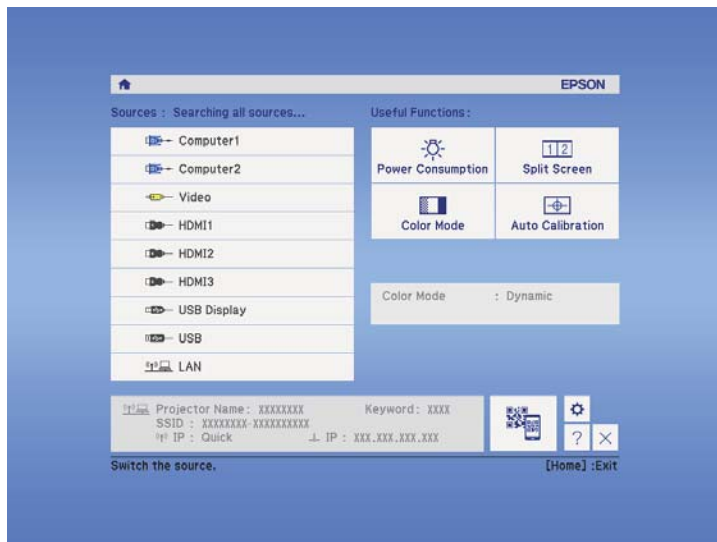 EPSON
Sources : Searching all sources...
Computer1
Computer2
Video
HDMI1
HDMI2
HDMI3
USB Display
USB
LAN
Useful Functions :
Power Consumption
1 2
Split Screen
Color Mode
Auto Calibration
Color Mode : Dynamic
Projector Name : XXXXXXXX Keyword : XXXX
SSID : XXXXXXXX-XXXXXXXXXX
IP : Quick IP : XXX.XXX.XXX.XXX
?
Switch the source. [Home] :Exit